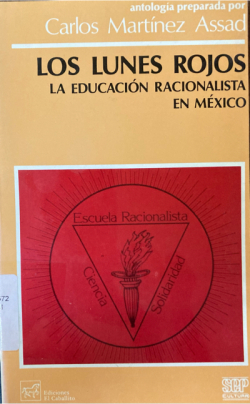 antología preparada por
Carlos Martínez Assad
LOS LUNES ROJOS
LA EDUCACIÓN RACIONALISTA
EN MÉXICO
Escuela Racionalista
Ciencia
Solidaridad
572
Ediciones
El Caballito
SEP